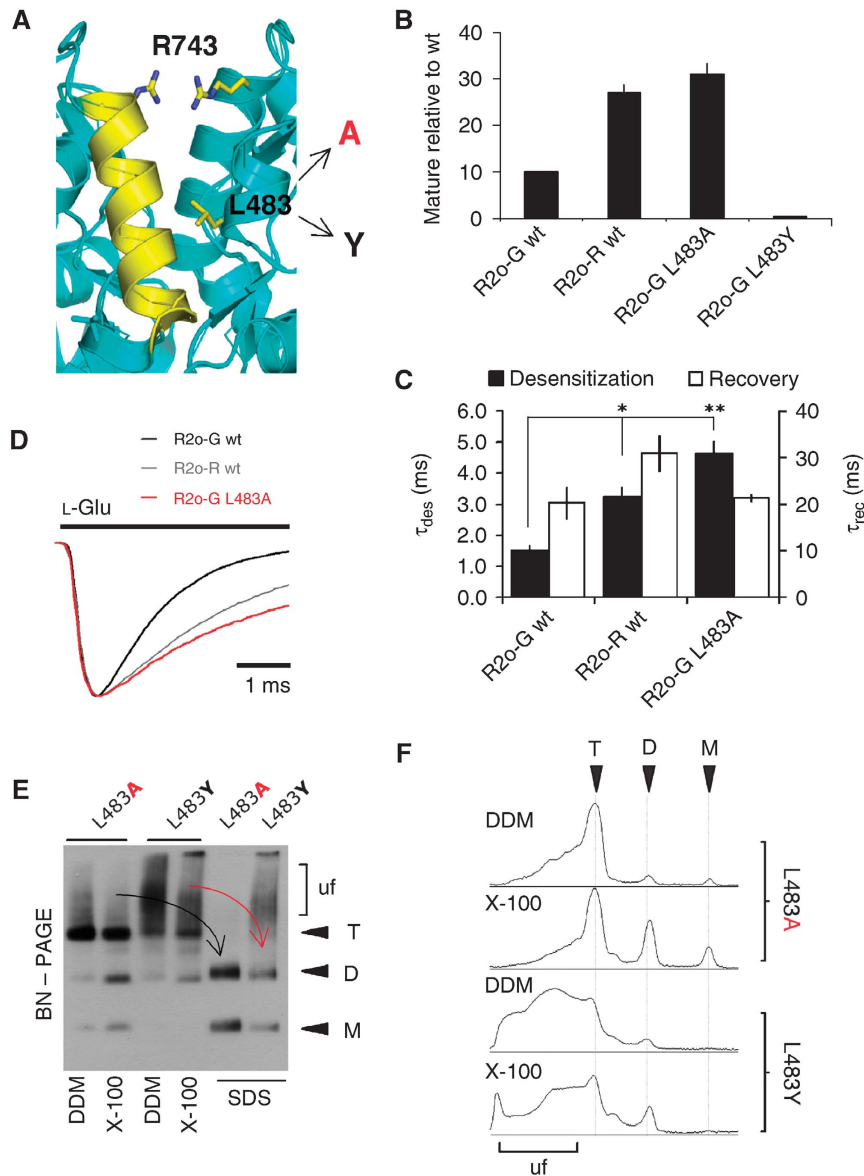 A
R743
L483
A
Y
B
Mature relative to wt
40
30
20
10
0
R2o-G wt
R2o-R wt
R2o-G L483A
R2o-G L483Y
C
Desensitization
Recovery
τdes (ms)
6.0
5.0
4.0
3.0
2.0
1.0
0.0
*
**
40
30
20
10
0
τrec (ms)
R2o-G wt
R2o-R wt
R2o-G L483A
D
R2o-G wt
R2o-R wt
R2o-G L483A
L-Glu
1 ms
E
L483A
L483Y
L483A
L483Y
BN – PAGE
uf
T
D
M
DDM
X-100
DDM
X-100
SDS
F
T
D
M
DDM
X-100
L483A
DDM
X-100
L483Y
uf